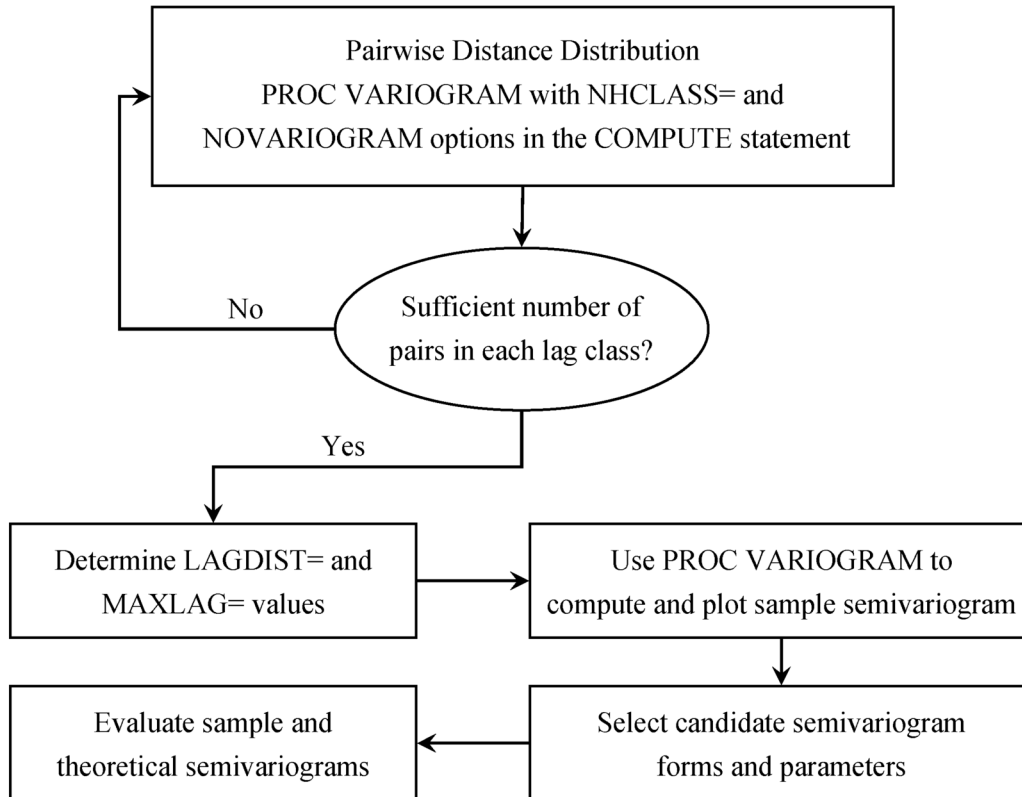 Pairwise Distance Distribution
PROC VARIOGRAM with NHCLASS= and
NOVARIOGRAM options in the COMPUTE statement
Sufficient number of
pairs in each lag class?
No
Yes
Determine LAGDIST= and
MAXLAG= values
Use PROC VARIOGRAM to
compute and plot sample semivariogram
Select candidate semivariogram
forms and parameters
Evaluate sample and
theoretical semivariograms